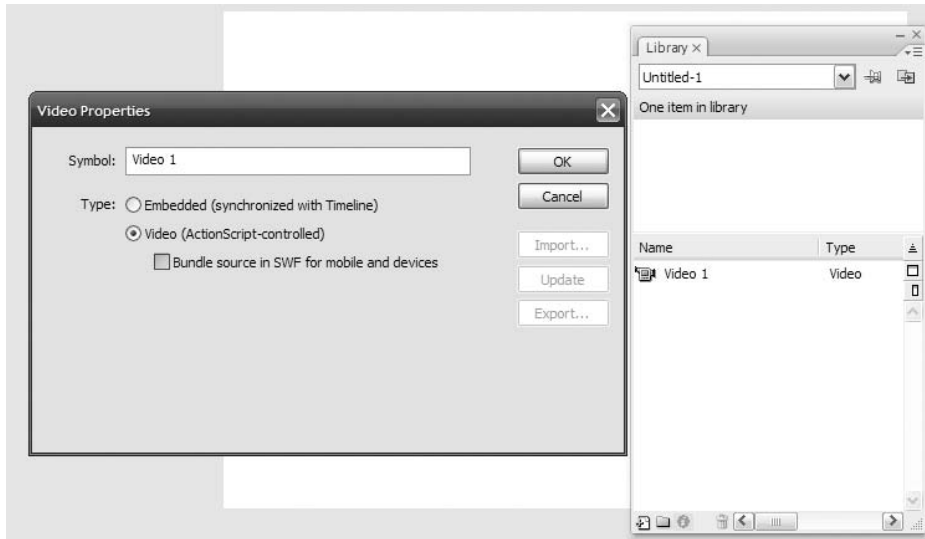 Video Properties
Symbol: Video 1
Type: Embedded (synchronized with Timeline)
Video (ActionScript-controlled)
Bundle source in SWF for mobile and devices
OK
Cancel
Import...
Update
Export...
Library
Untitled-1
One item in library
Name Type
Video 1 Video